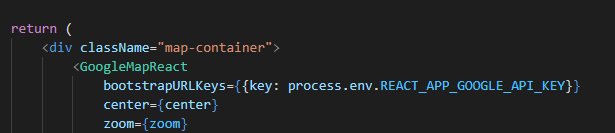 return (
<div className="map-container">
<GoogleMapReact
bootstrapURLKeys={{key: process.env.REACT_APP_GOOGLE_API_KEY}}
center={center}
zoom={zoom}